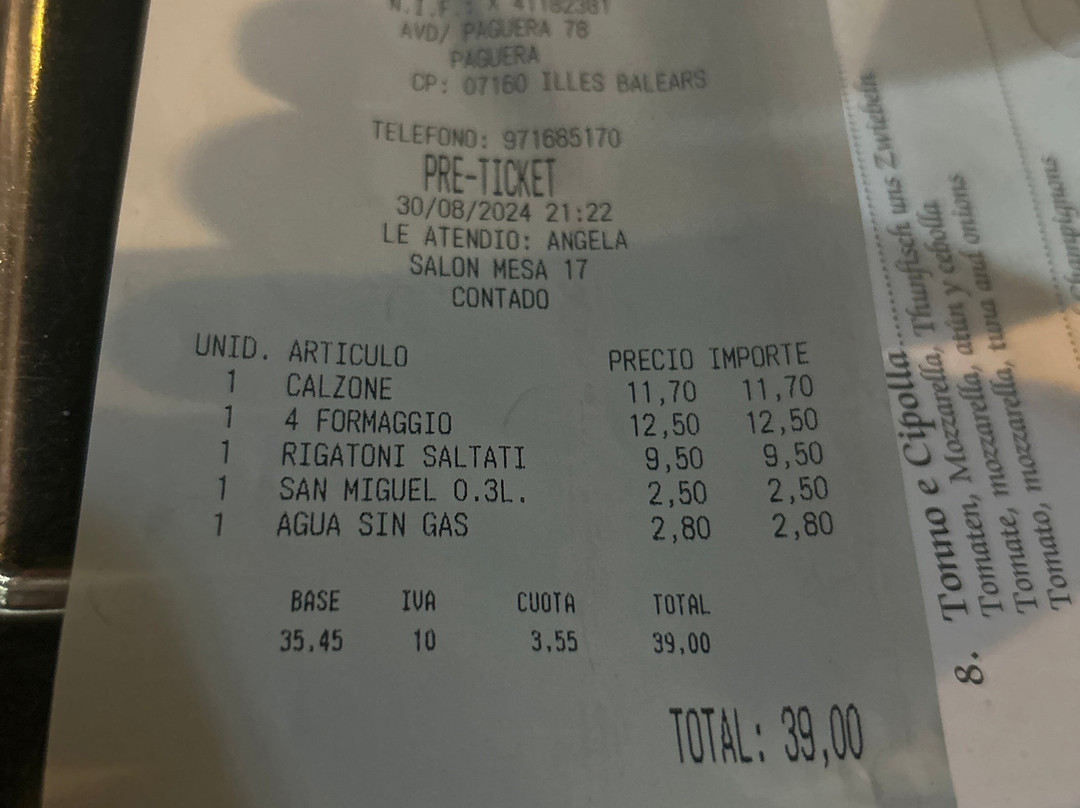 N.I.F.: X 41182381
AVD/ PAGUERA 78
PAGUERA
CP: 07160 ILLES BALEARS
TELEFONO: 971685170
PRE-TICKET
30/08/2024 21:22
LE ATENDIO: ANGELA
SALON MESA 17
CONTADO
UNID. ARTICULO PRECIO IMPORTE
1 CALZONE 11,70 11,70
1 4 FORMAGGIO 12,50 12,50
1 RIGATONI SALTATI 9,50 9,50
1 SAN MIGUEL 0.3L. 2,50 2,50
1 AGUA SIN GAS 2,80 2,80
BASE IVA CUOTA TOTAL
35,45 10 3,55 39,00
TOTAL: 39,00
8. Tonno e Cipolla
Tomaten, Mozzarella, Thunfisch uns Zwiebeln
Tomate, mozzarella, atún y cebolla
Tomato, mozzarella, tuna and onions
Champignons